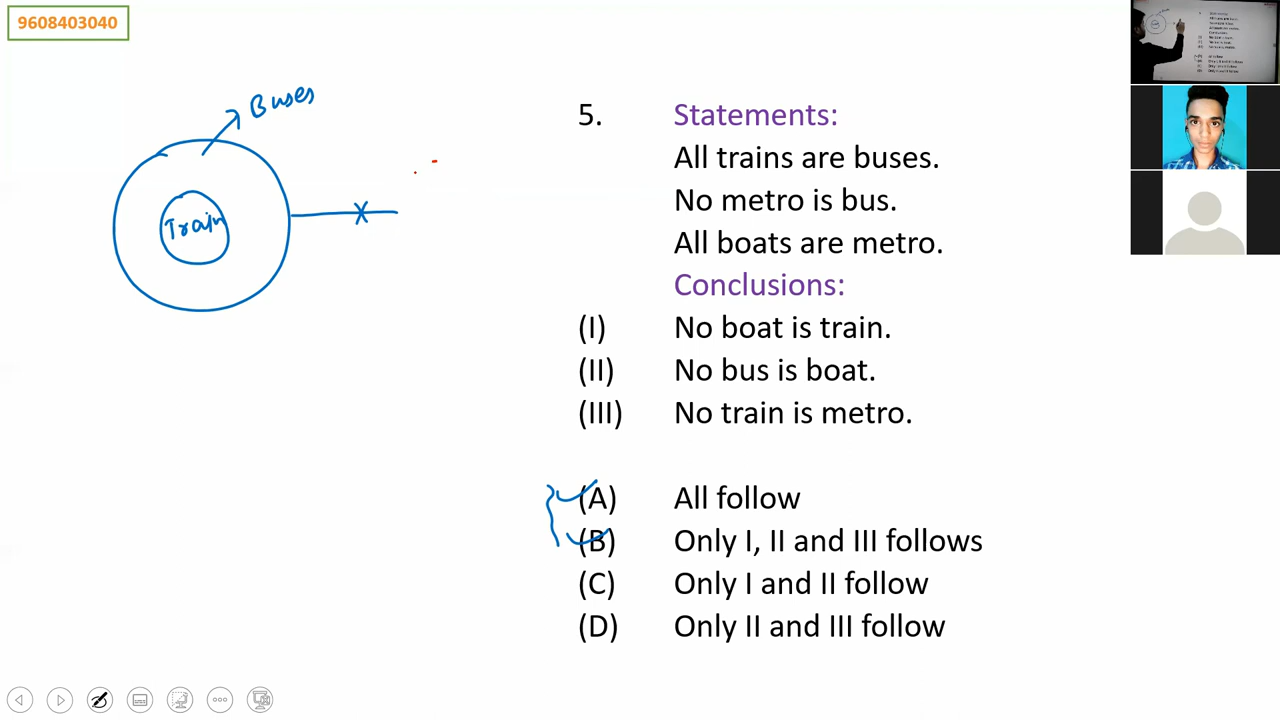 9608403040
Buses
Train
5. Statements:
All trains are buses.
No metro is bus.
All boats are metro.
Conclusions:
(I) No boat is train.
(II) No bus is boat.
(III) No train is metro.
(A) All follow
(B) Only I, II and III follows
(C) Only I and II follow
(D) Only II and III follow